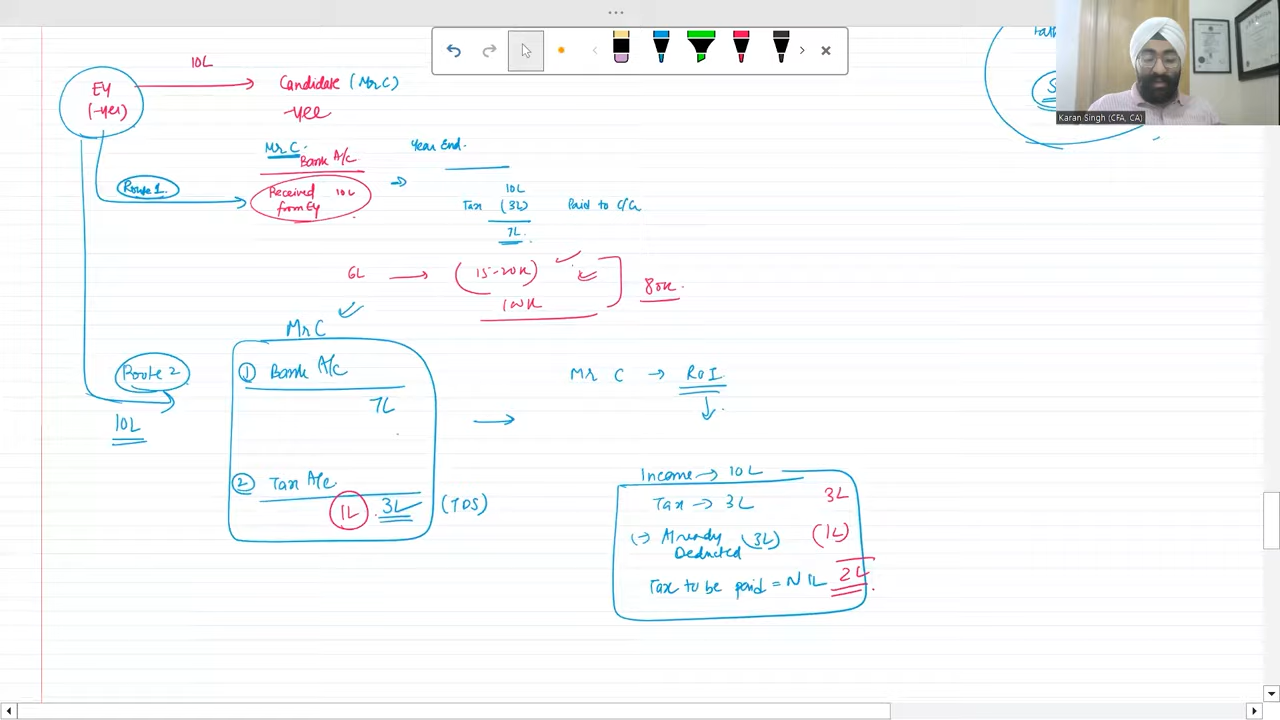 10L
EY
(-yer)
Candidate (Mr C)
-yee
Mr C.
Bank A/c
Year End.
Route 1
Received 10L
from EY
10L
Tax (3L) Paid to C/G
7L
6L
(15-20K)
100K
80K.
Mr C
Route 2
10L
① Bank A/c
7L
② Tax A/c
1L 3L (TDS)
Mr C → RoI
Income → 10L
Tax → 3L 3L
(-) Already
Deducted (3L) (1L)
Tax to be paid = NIL 2L
Karan Singh (CFA, CA)